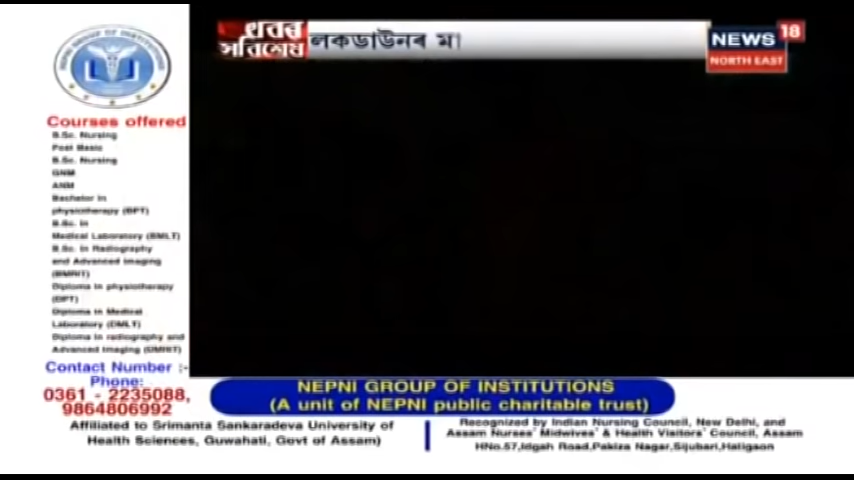 Courses offered
B.Sc. Nursing
Post Basic
B.Sc. Nursing
GNM
ANM
Bachelor in
physiotherapy (BPT)
B.Sc. in
Medical Laboratory (BMLT)
B.Sc. in Radiography
and Advanced imaging
(BMRIT)
Diploma in physiotherapy
(DPT)
Diploma in Medical
Laboratory (DMLT)
Diploma in radiography and
Advanced imaging (DMRIT)
Contact Number :-
Phone:
0361 - 2235088,
9864806992
খবৰ
সবিশেষ
লকডাউনৰ মা
NEWS 18
NORTH EAST
NEPNI GROUP OF INSTITUTIONS
(A unit of NEPNI public charitable trust)
Affiliated to Srimanta Sankaradeva University of
Health Sciences, Guwahati, Govt of Assam)
Recognized by Indian Nursing Council, New Delhi, and
Assam Nurses' Midwives' & Health Visitors' Council, Assam
HNo.57,Idgah Road,Pakiza Nagar,Sijubari,Hatigaon